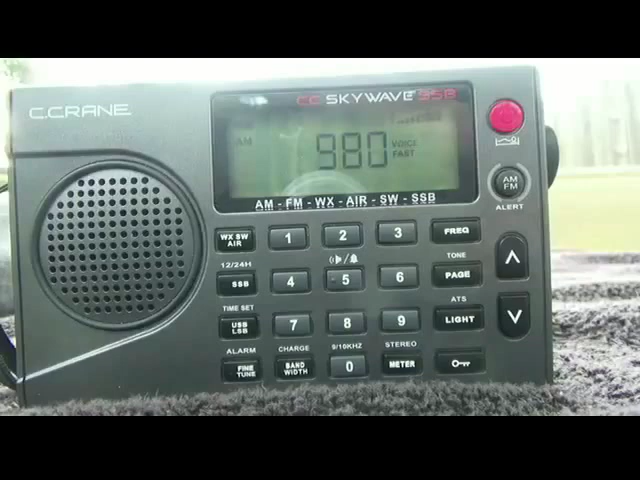 C.CRANE
CC SKYWAVE SSB
AM
980
VOICE
FAST
AM - FM - WX - AIR - SW - SSB
AM
FM
ALERT
WX SW
AIR
1
2
3
FREQ
12/24H
TONE
SSB
4
5
6
PAGE
TIME SET
ATS
USB
LSB
7
8
9
LIGHT
ALARM
CHARGE
9/10KHZ
STEREO
FINE
TUNE
BAND
WIDTH
0
METER